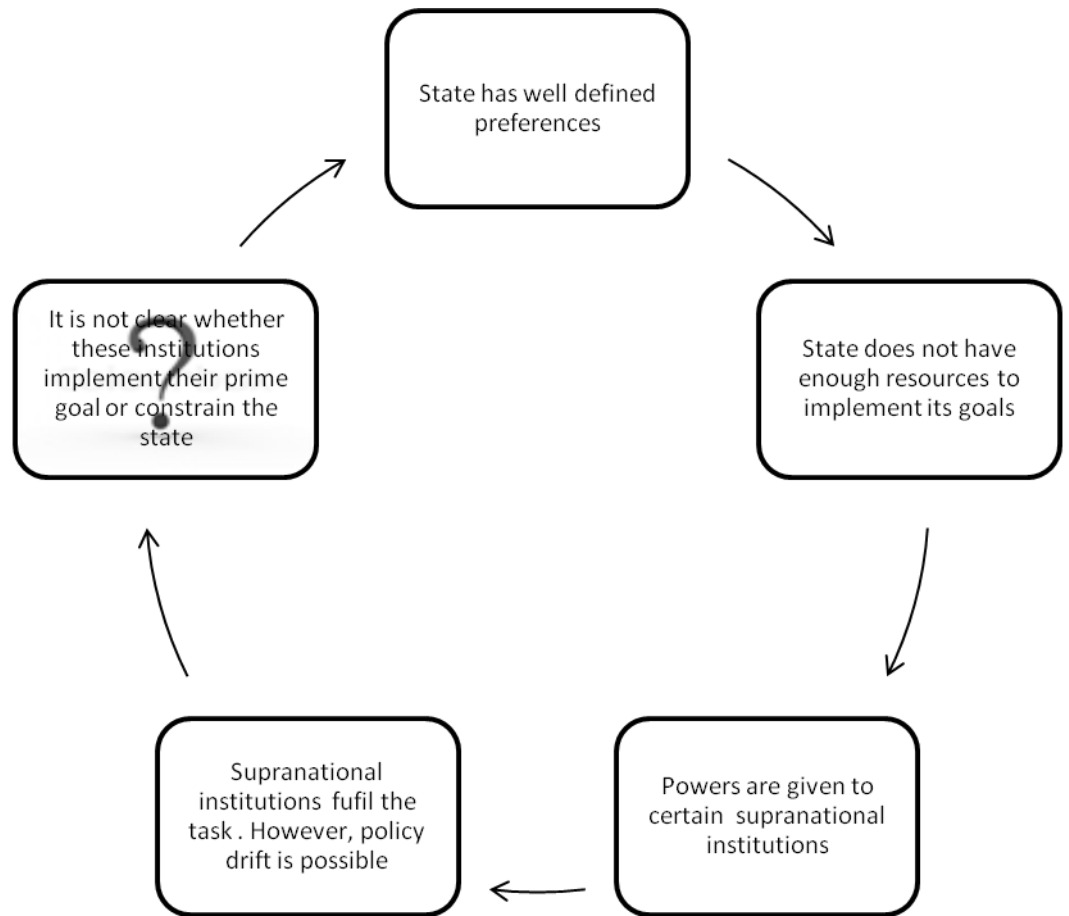 State has well defined
preferences
State does not have
enough resources to
implement its goals
Powers are given to
certain supranational
institutions
Supranational
institutions fufil the
task . However, policy
drift is possible
It is not clear whether
these institutions
implement their prime
goal or constrain the
state
?